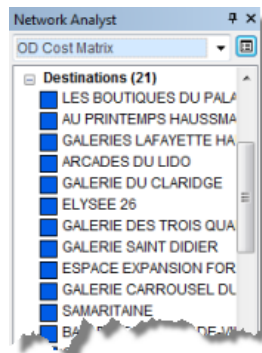 Network Analyst
OD Cost Matrix
Destinations (21)
LES BOUTIQUES DU PALA
AU PRINTEMPS HAUSSMA
GALERIES LAFAYETTE HA
ARCADES DU LIDO
GALERIE DU CLARIDGE
ELYSEE 26
GALERIE DES TROIS QUA
GALERIE SAINT DIDIER
ESPACE EXPANSION FOR
GALERIE CARROUSEL DU
SAMARITAINE